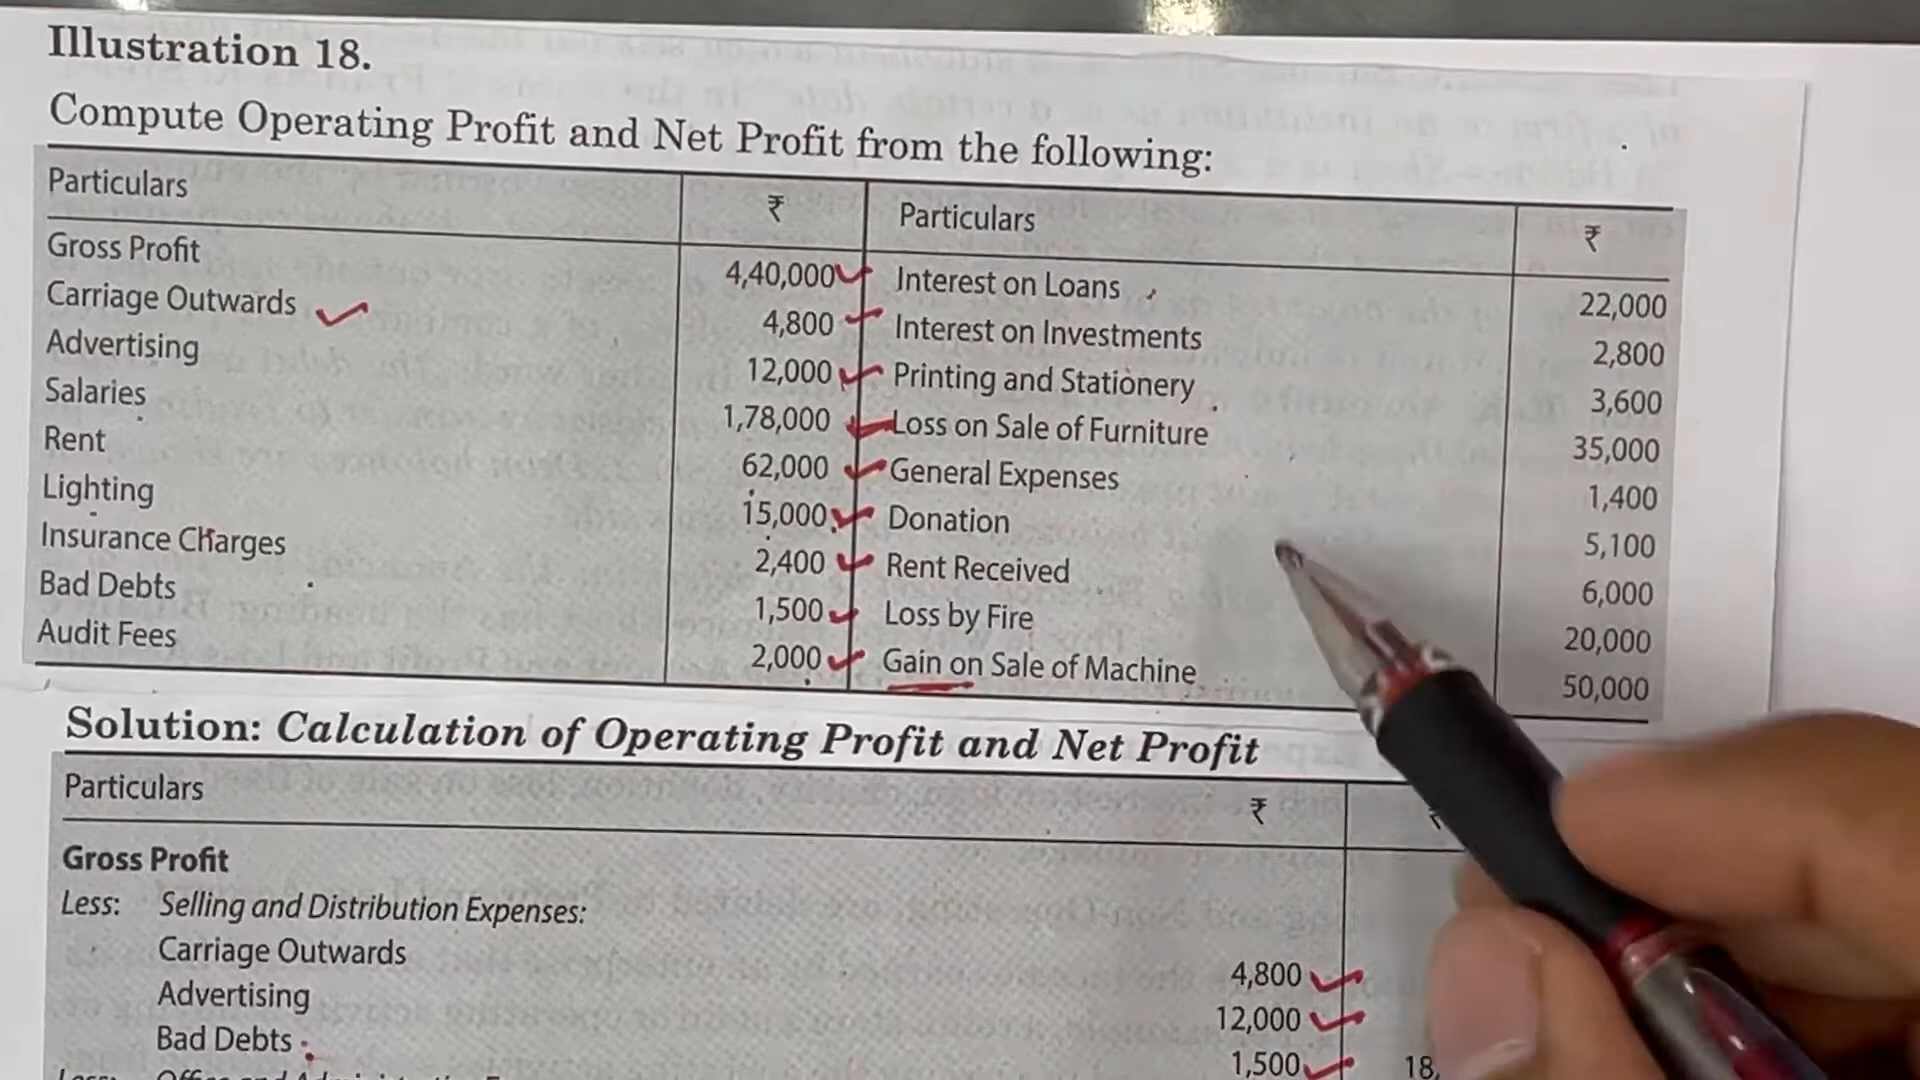 Illustration 18.
Compute Operating Profit and Net Profit from the following:
Particulars ₹ Particulars ₹
Gross Profit 4,40,000 Interest on Loans 22,000
Carriage Outwards 4,800 Interest on Investments 2,800
Advertising 12,000 Printing and Stationery 3,600
Salaries 1,78,000 Loss on Sale of Furniture 35,000
Rent 62,000 General Expenses 1,400
Lighting 15,000 Donation 5,100
Insurance Charges 2,400 Rent Received 6,000
Bad Debts 1,500 Loss by Fire 20,000
Audit Fees 2,000 Gain on Sale of Machine 50,000
Solution: Calculation of Operating Profit and Net Profit
Particulars ₹ ₹
Gross Profit
Less: Selling and Distribution Expenses:
Carriage Outwards 4,800
Advertising 12,000
Bad Debts 1,500 18,